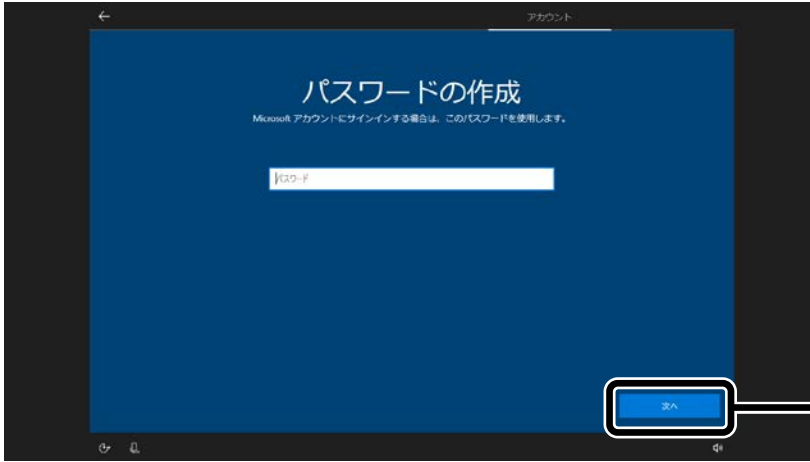 アカウント
パスワードの作成
Microsoft アカウントにサインインする場合は、このパスワードを使用します。
パスワード
次へ